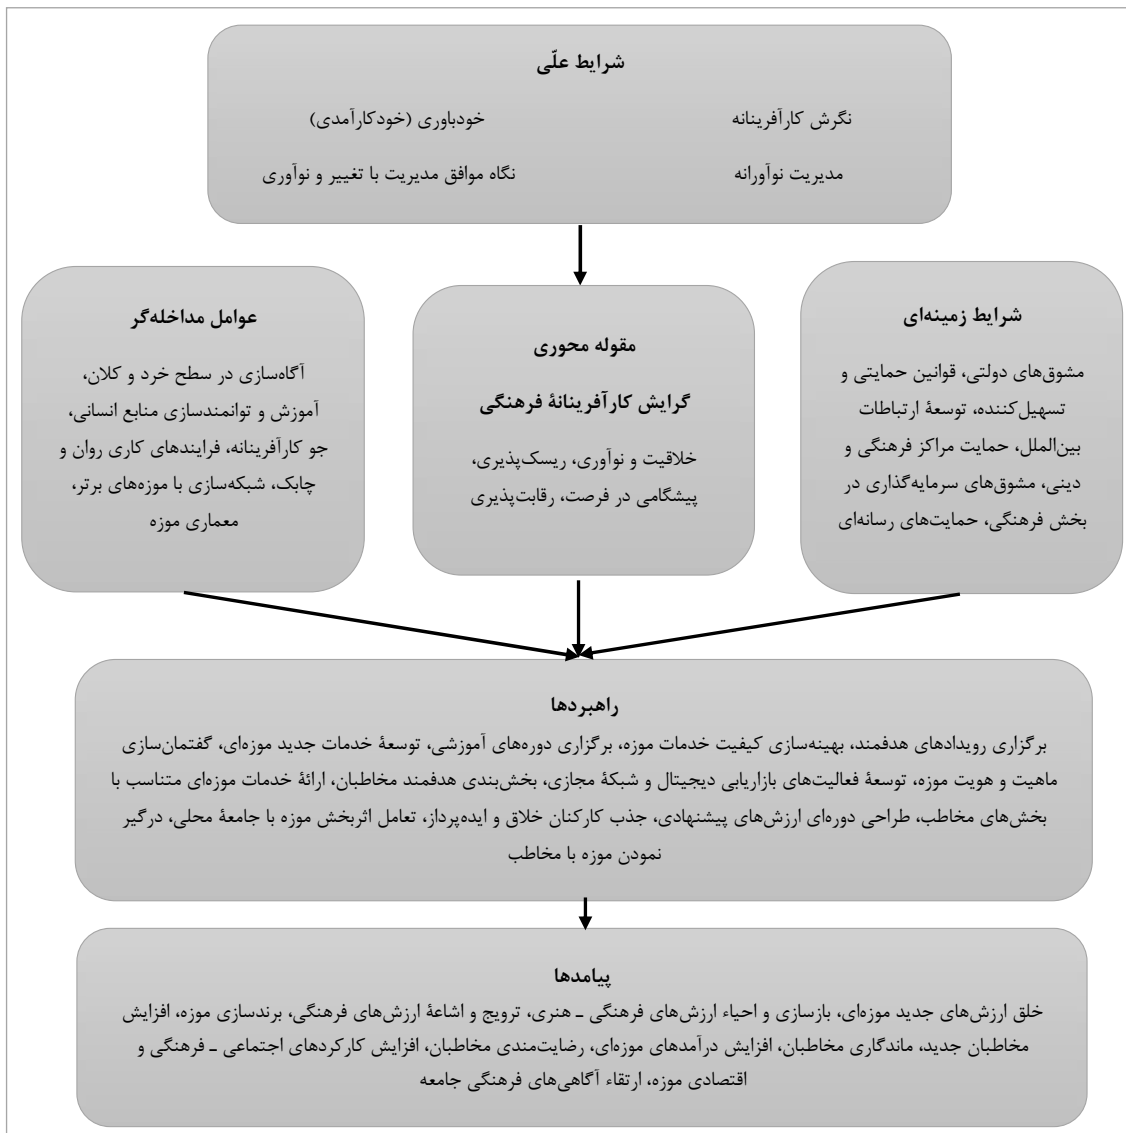 شرایط علّی
نگرش کارآفرینانه
خودباوری (خودکارآمدی)
مدیریت نوآورانه
نگاه موافق مدیریت با تغییر و نوآوری
شرایط زمینه‌ای
مشوق‌های دولتی، قوانین حمایتی و
تسهیل‌کننده، توسعهٔ ارتباطات
بین‌الملل، حمایت مراکز فرهنگی و
دینی، مشوق‌های سرمایه‌گذاری در
بخش فرهنگی، حمایت‌های رسانه‌ای
مقوله محوری
گرایش کارآفرینانهٔ فرهنگی
خلاقیت و نوآوری، ریسک‌پذیری،
پیشگامی در فرصت، رقابت‌پذیری
عوامل مداخله‌گر
آگاه‌سازی در سطح خرد و کلان،
آموزش و توانمندسازی منابع انسانی،
جو کارآفرینانه، فرایندهای کاری روان و
چابک، شبکه‌سازی با موزه‌های برتر،
معماری موزه
راهبردها
برگزاری رویدادهای هدفمند، بهینه‌سازی کیفیت خدمات موزه، برگزاری دوره‌های آموزشی، توسعهٔ خدمات جدید موزه‌ای، گفتمان‌سازی
ماهیت و هویت موزه، توسعهٔ فعالیت‌های بازاریابی دیجیتال و شبکهٔ مجازی، بخش‌بندی هدفمند مخاطبان، ارائهٔ خدمات موزه‌ای متناسب با
بخش‌های مخاطب، طراحی دوره‌ای ارزش‌های پیشنهادی، جذب کارکنان خلاق و ایده‌پرداز، تعامل اثربخش موزه با جامعهٔ محلی، درگیر
نمودن موزه با مخاطب
پیامدها
خلق ارزش‌های جدید موزه‌ای، بازسازی و احیاء ارزش‌های فرهنگی ـ هنری، ترویج و اشاعهٔ ارزش‌های فرهنگی، برندسازی موزه، افزایش
مخاطبان جدید، ماندگاری مخاطبان، افزایش درآمدهای موزه‌ای، رضایت‌مندی مخاطبان، افزایش کارکردهای اجتماعی ـ فرهنگی و
اقتصادی موزه، ارتقاء آگاهی‌های فرهنگی جامعه